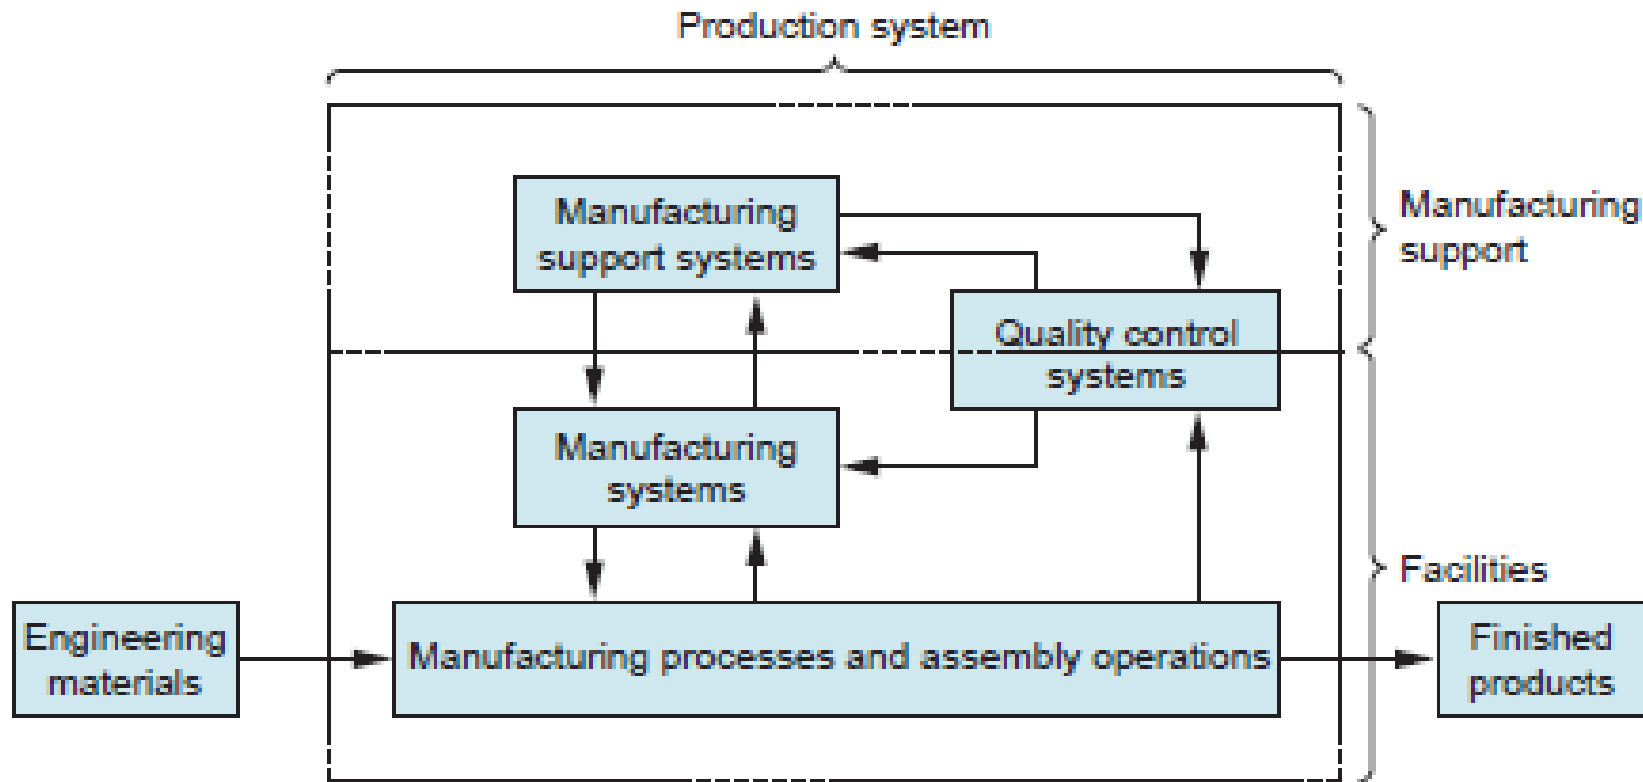 Production system
Manufacturing
support systems
Manufacturing
support
Quality control
systems
Manufacturing
systems
Facilities
Engineering
materials
Manufacturing processes and assembly operations
Finished
products